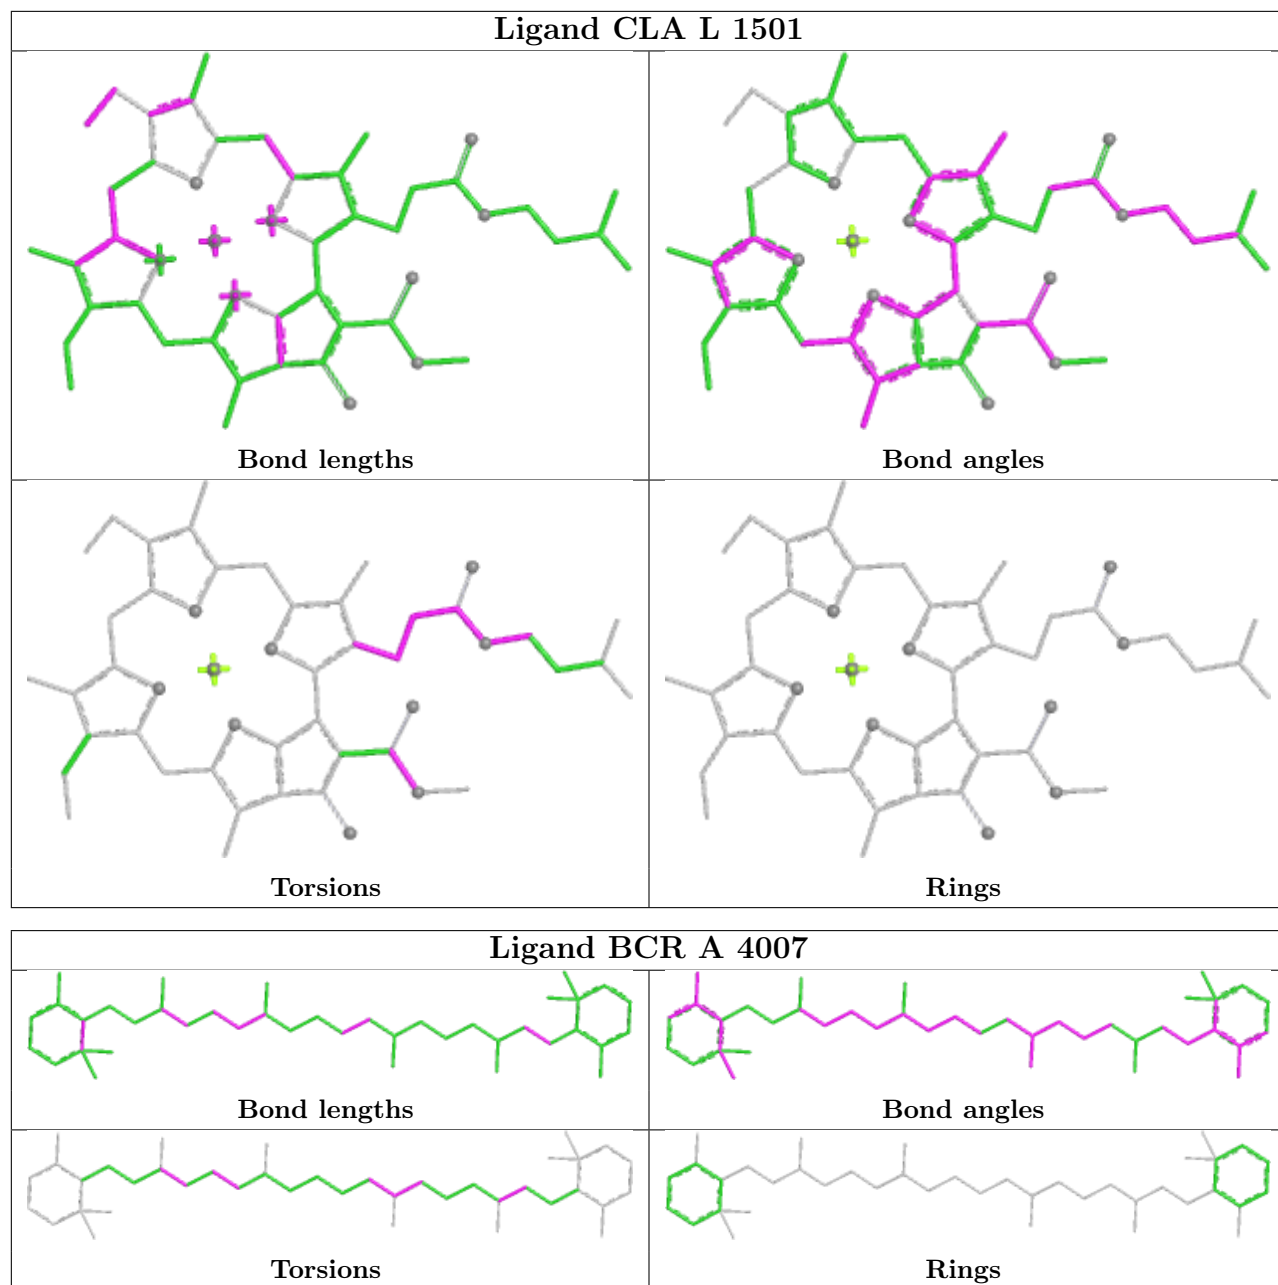 Ligand CLA L 1501
Bond lengths
Bond angles
Torsions
Rings
Ligand BCR A 4007
Bond lengths
Bond angles
Torsions
Rings